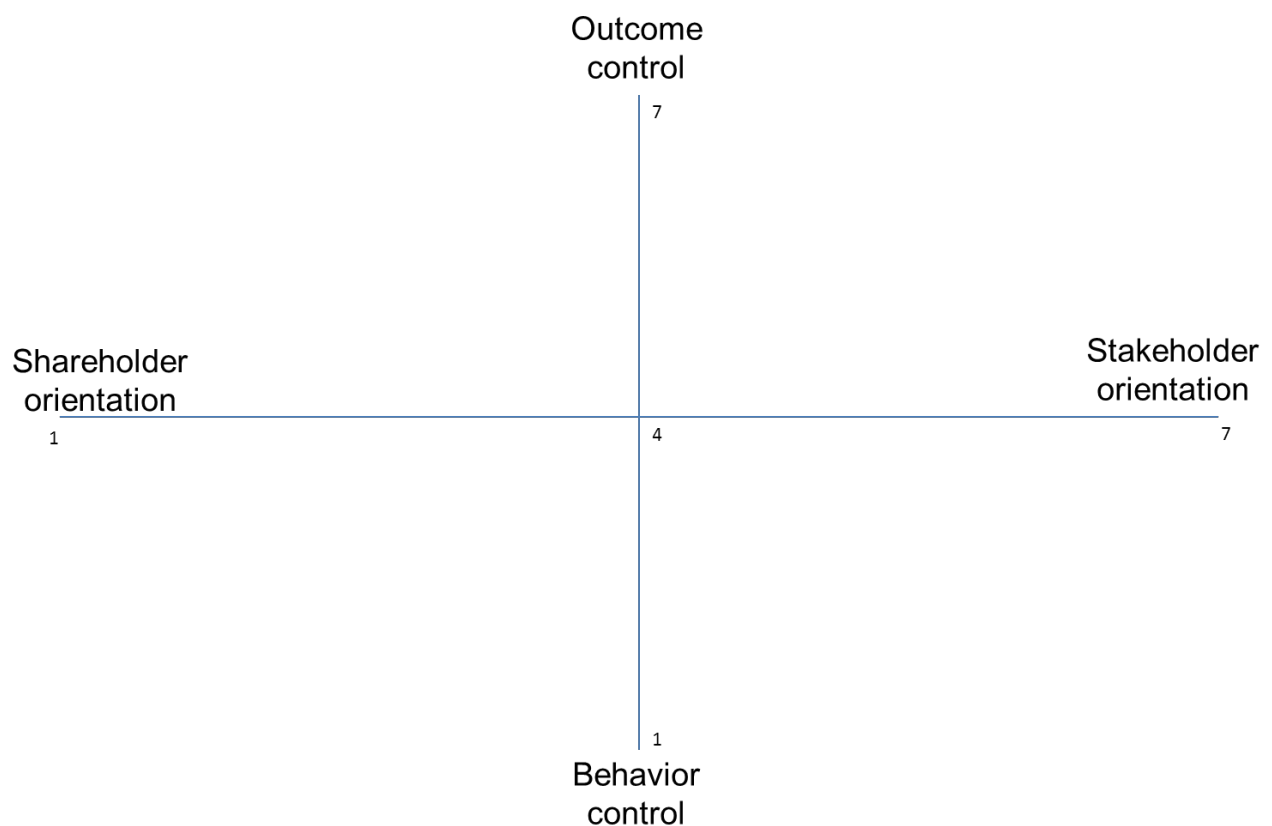 Outcome
control
7
Shareholder
orientation
Stakeholder
orientation
1
4
7
1
Behavior
control